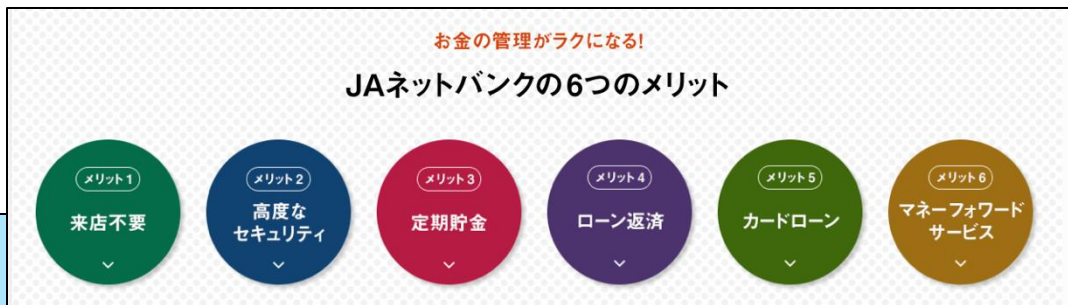 お金の管理がラクになる!
JAネットバンクの6つのメリット
メリット1
来店不要
メリット2
高度な
セキュリティ
メリット3
定期貯金
メリット4
ローン返済
メリット5
カードローン
メリット6
マネーフォワード
サービス